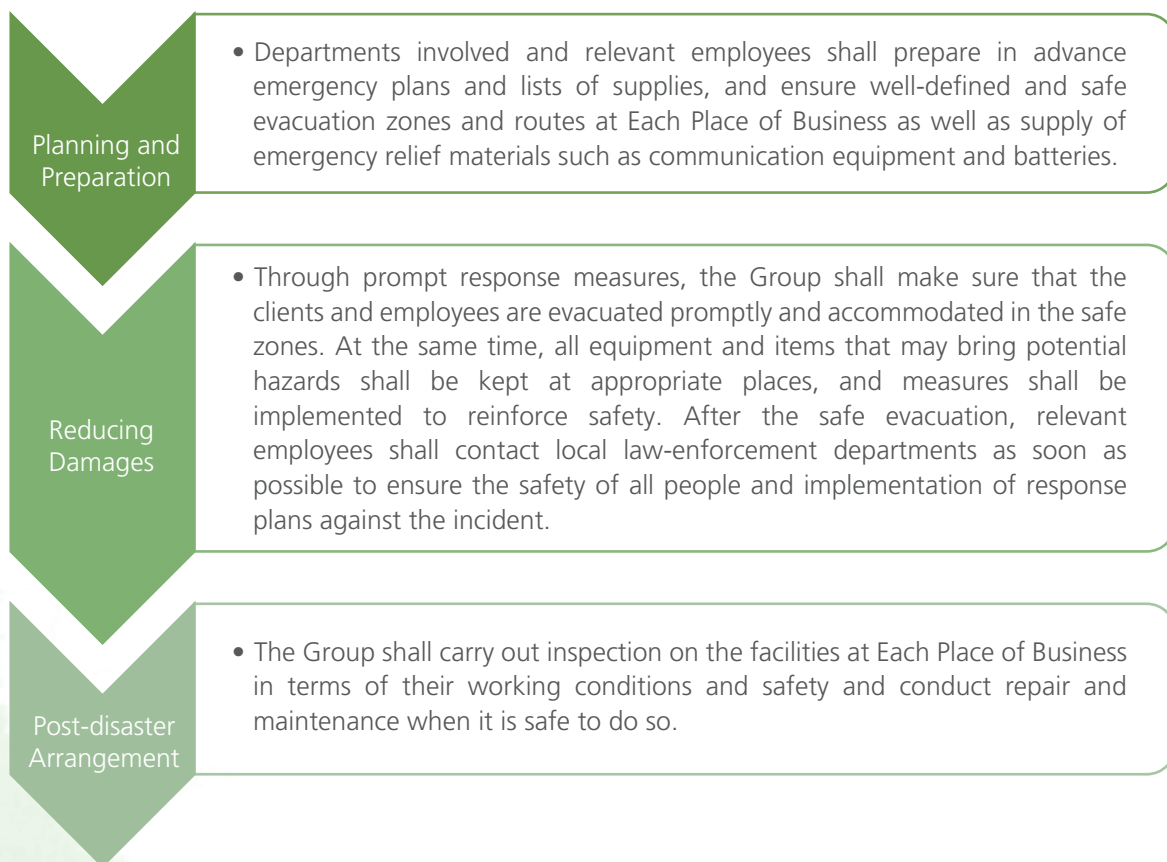 Planning and
Preparation
• Departments involved and relevant employees shall prepare in advance
emergency plans and lists of supplies, and ensure well-defined and safe
evacuation zones and routes at Each Place of Business as well as supply of
emergency relief materials such as communication equipment and batteries.
Reducing
Damages
• Through prompt response measures, the Group shall make sure that the
clients and employees are evacuated promptly and accommodated in the safe
zones. At the same time, all equipment and items that may bring potential
hazards shall be kept at appropriate places, and measures shall be
implemented to reinforce safety. After the safe evacuation, relevant
employees shall contact local law-enforcement departments as soon as
possible to ensure the safety of all people and implementation of response
plans against the incident.
Post-disaster
Arrangement
• The Group shall carry out inspection on the facilities at Each Place of Business
in terms of their working conditions and safety and conduct repair and
maintenance when it is safe to do so.